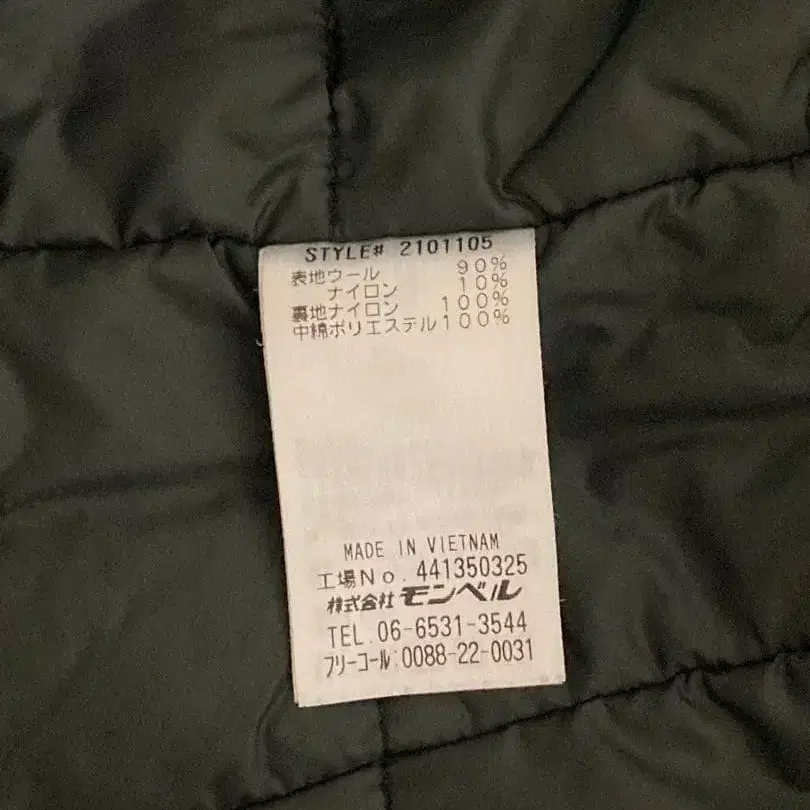 STYLE# 2101105
表地ウール 90%
ナイロン 10%
裏地ナイロン 100%
中綿ポリエステル100%
MADE IN VIETNAM
工場No. 441350325
株式会社モンベル
TEL.06-6531-3544
フリーコール:0088-22-0031